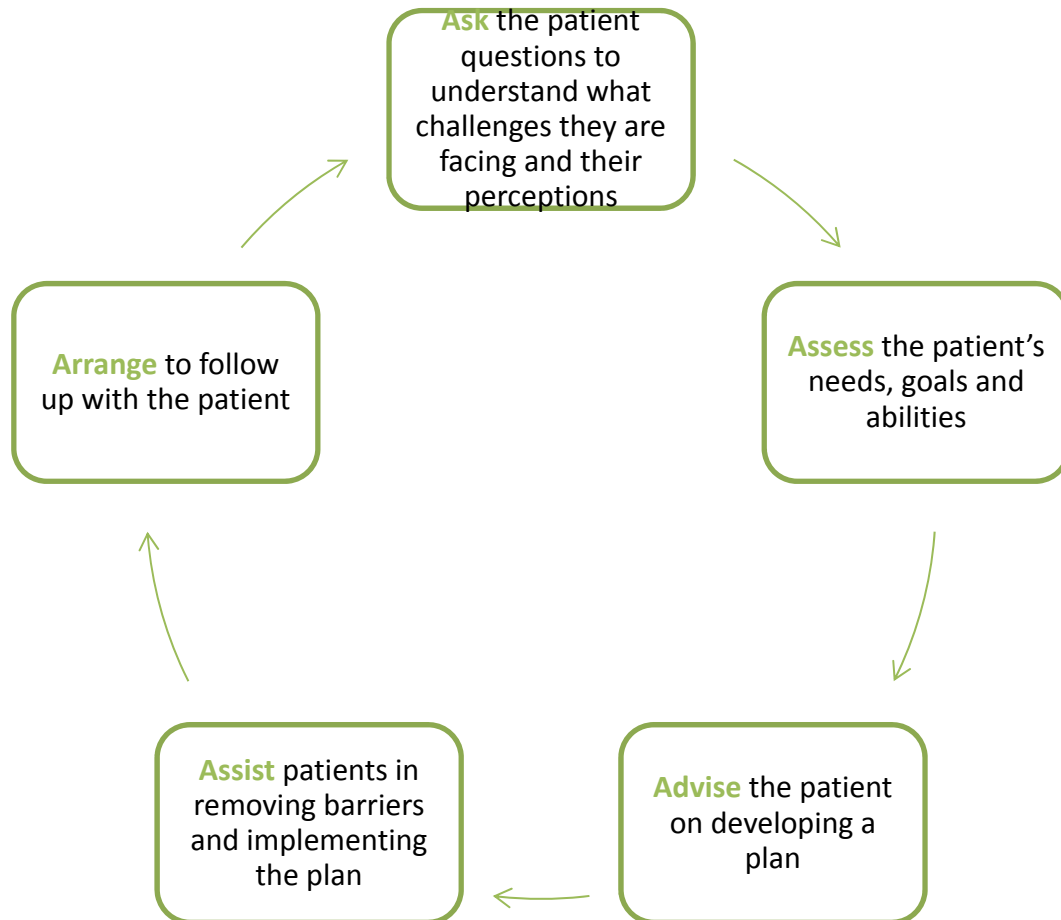 Ask the patient
questions to
understand what
challenges they are
facing and their
perceptions
Assess the patient’s
needs, goals and
abilities
Advise the patient
on developing a
plan
Assist patients in
removing barriers
and implementing
the plan
Arrange to follow
up with the patient